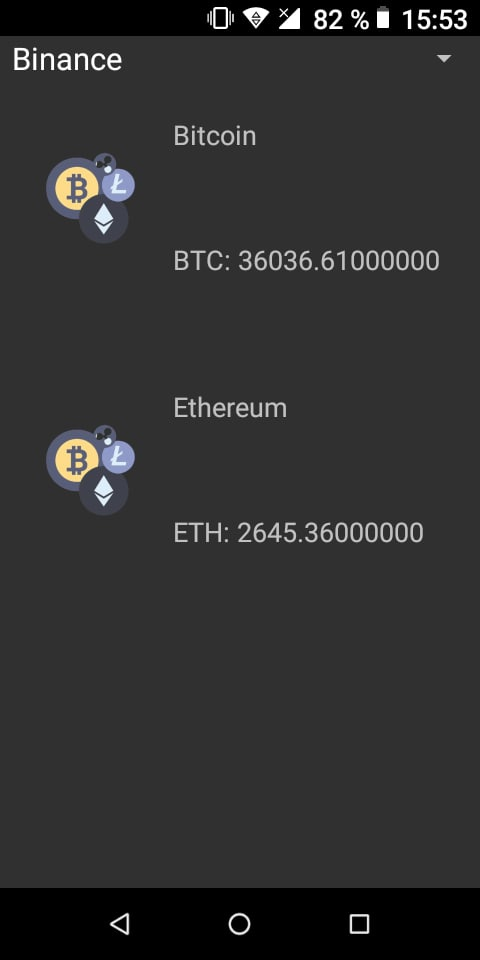 82 % 15:53
Binance
Bitcoin
BTC: 36036.61000000
Ethereum
ETH: 2645.36000000